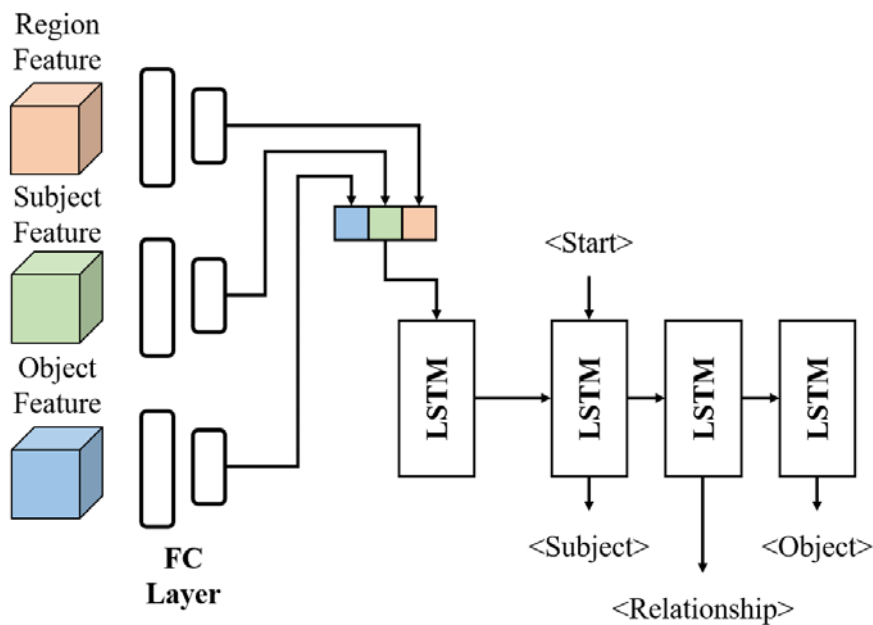 Region
Feature
Subject
Feature
Object
Feature
FC
Layer
<Start>
LSTM
LSTM
LSTM
LSTM
<Subject>
<Object>
<Relationship>